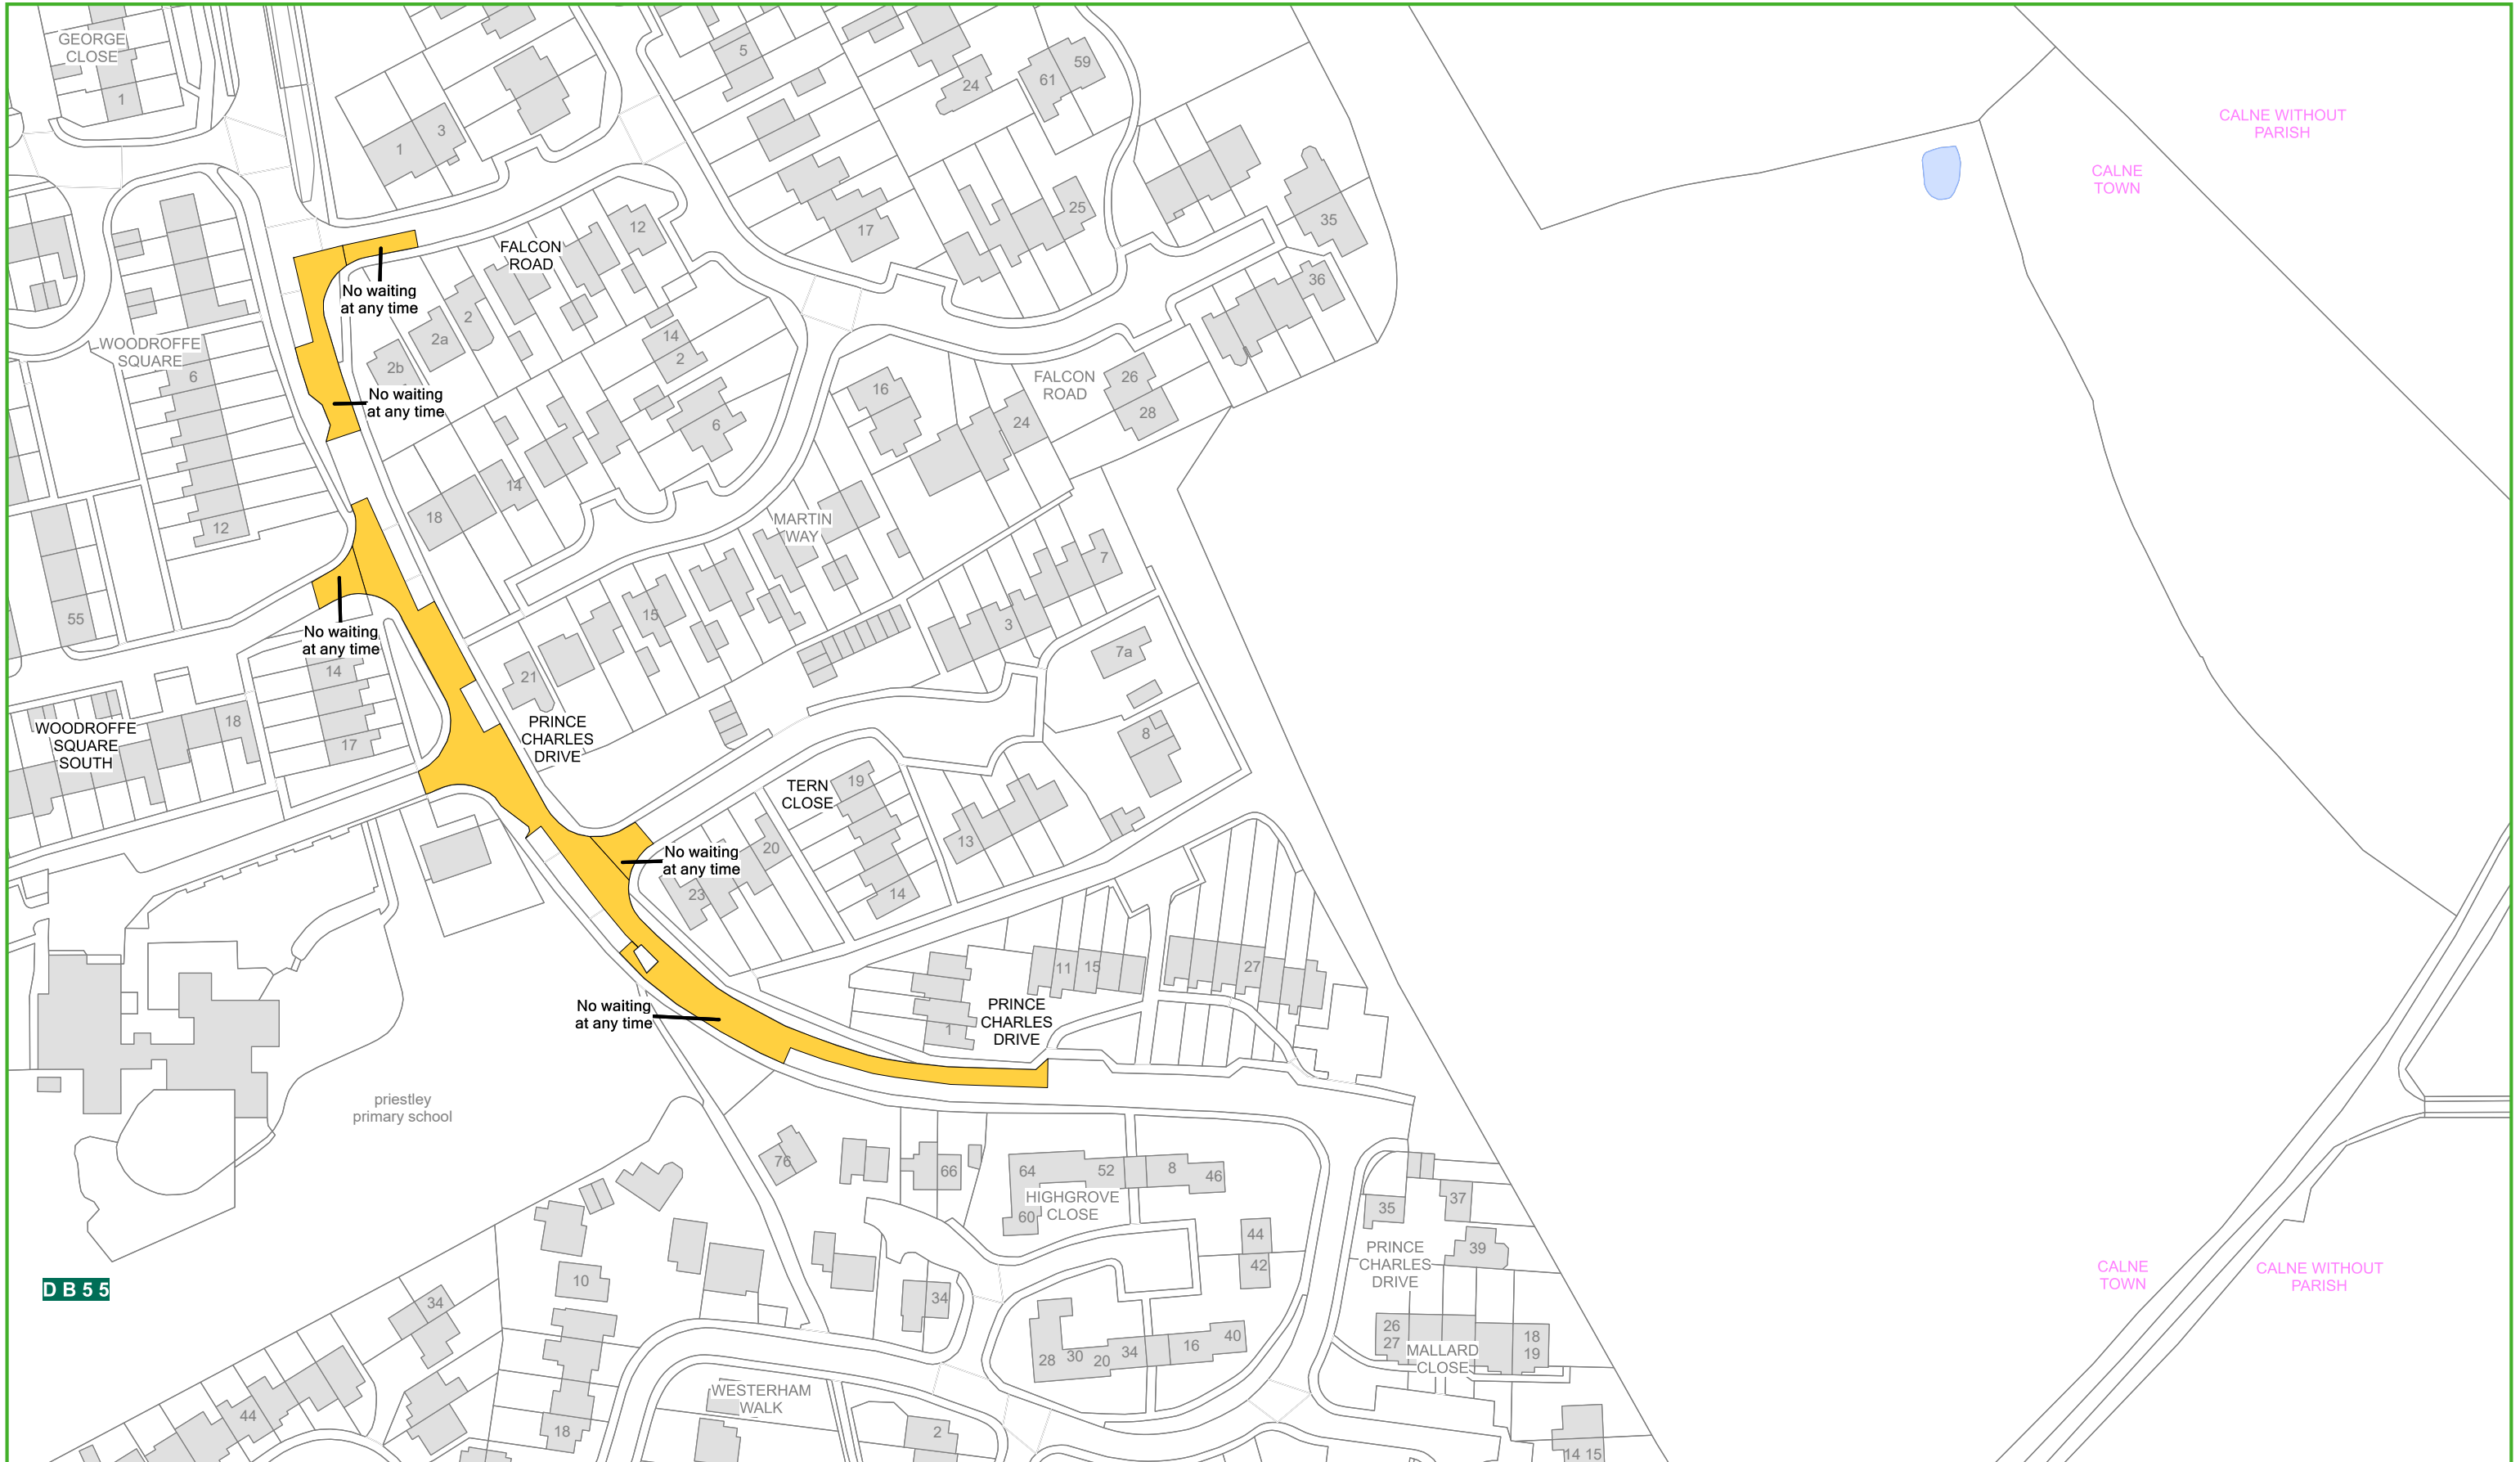 GEORGE
CLOSE
1
5
24
61
59
3
1
CALNE WITHOUT
PARISH
CALNE
TOWN
12
17
25
35
FALCON
ROAD
No waiting
at any time
2
2a
2b
14
2
36
WOODROFFE
SQUARE
6
No waiting
at any time
16
FALCON
ROAD
26
28
24
6
14
18
12
MARTIN
WAY
7
3
55
15
No waiting
at any time
7a
14
21
18
17
WOODROFFE
SQUARE
SOUTH
PRINCE
CHARLES
DRIVE
8
TERN
CLOSE
19
13
20
No waiting
at any time
23
14
11
15
27
No waiting
at any time
1
PRINCE
CHARLES
DRIVE
priestley
primary school
76
66
64
52
8
46
HIGHGROVE
CLOSE
60
35
37
44
42
39
PRINCE
CHARLES
DRIVE
CALNE
TOWN
CALNE WITHOUT
PARISH
D B 5 5
10
34
34
26
27
18
19
MALLARD
CLOSE
28
30
20
34
16
40
WESTERHAM
WALK
44
18
2
14 15